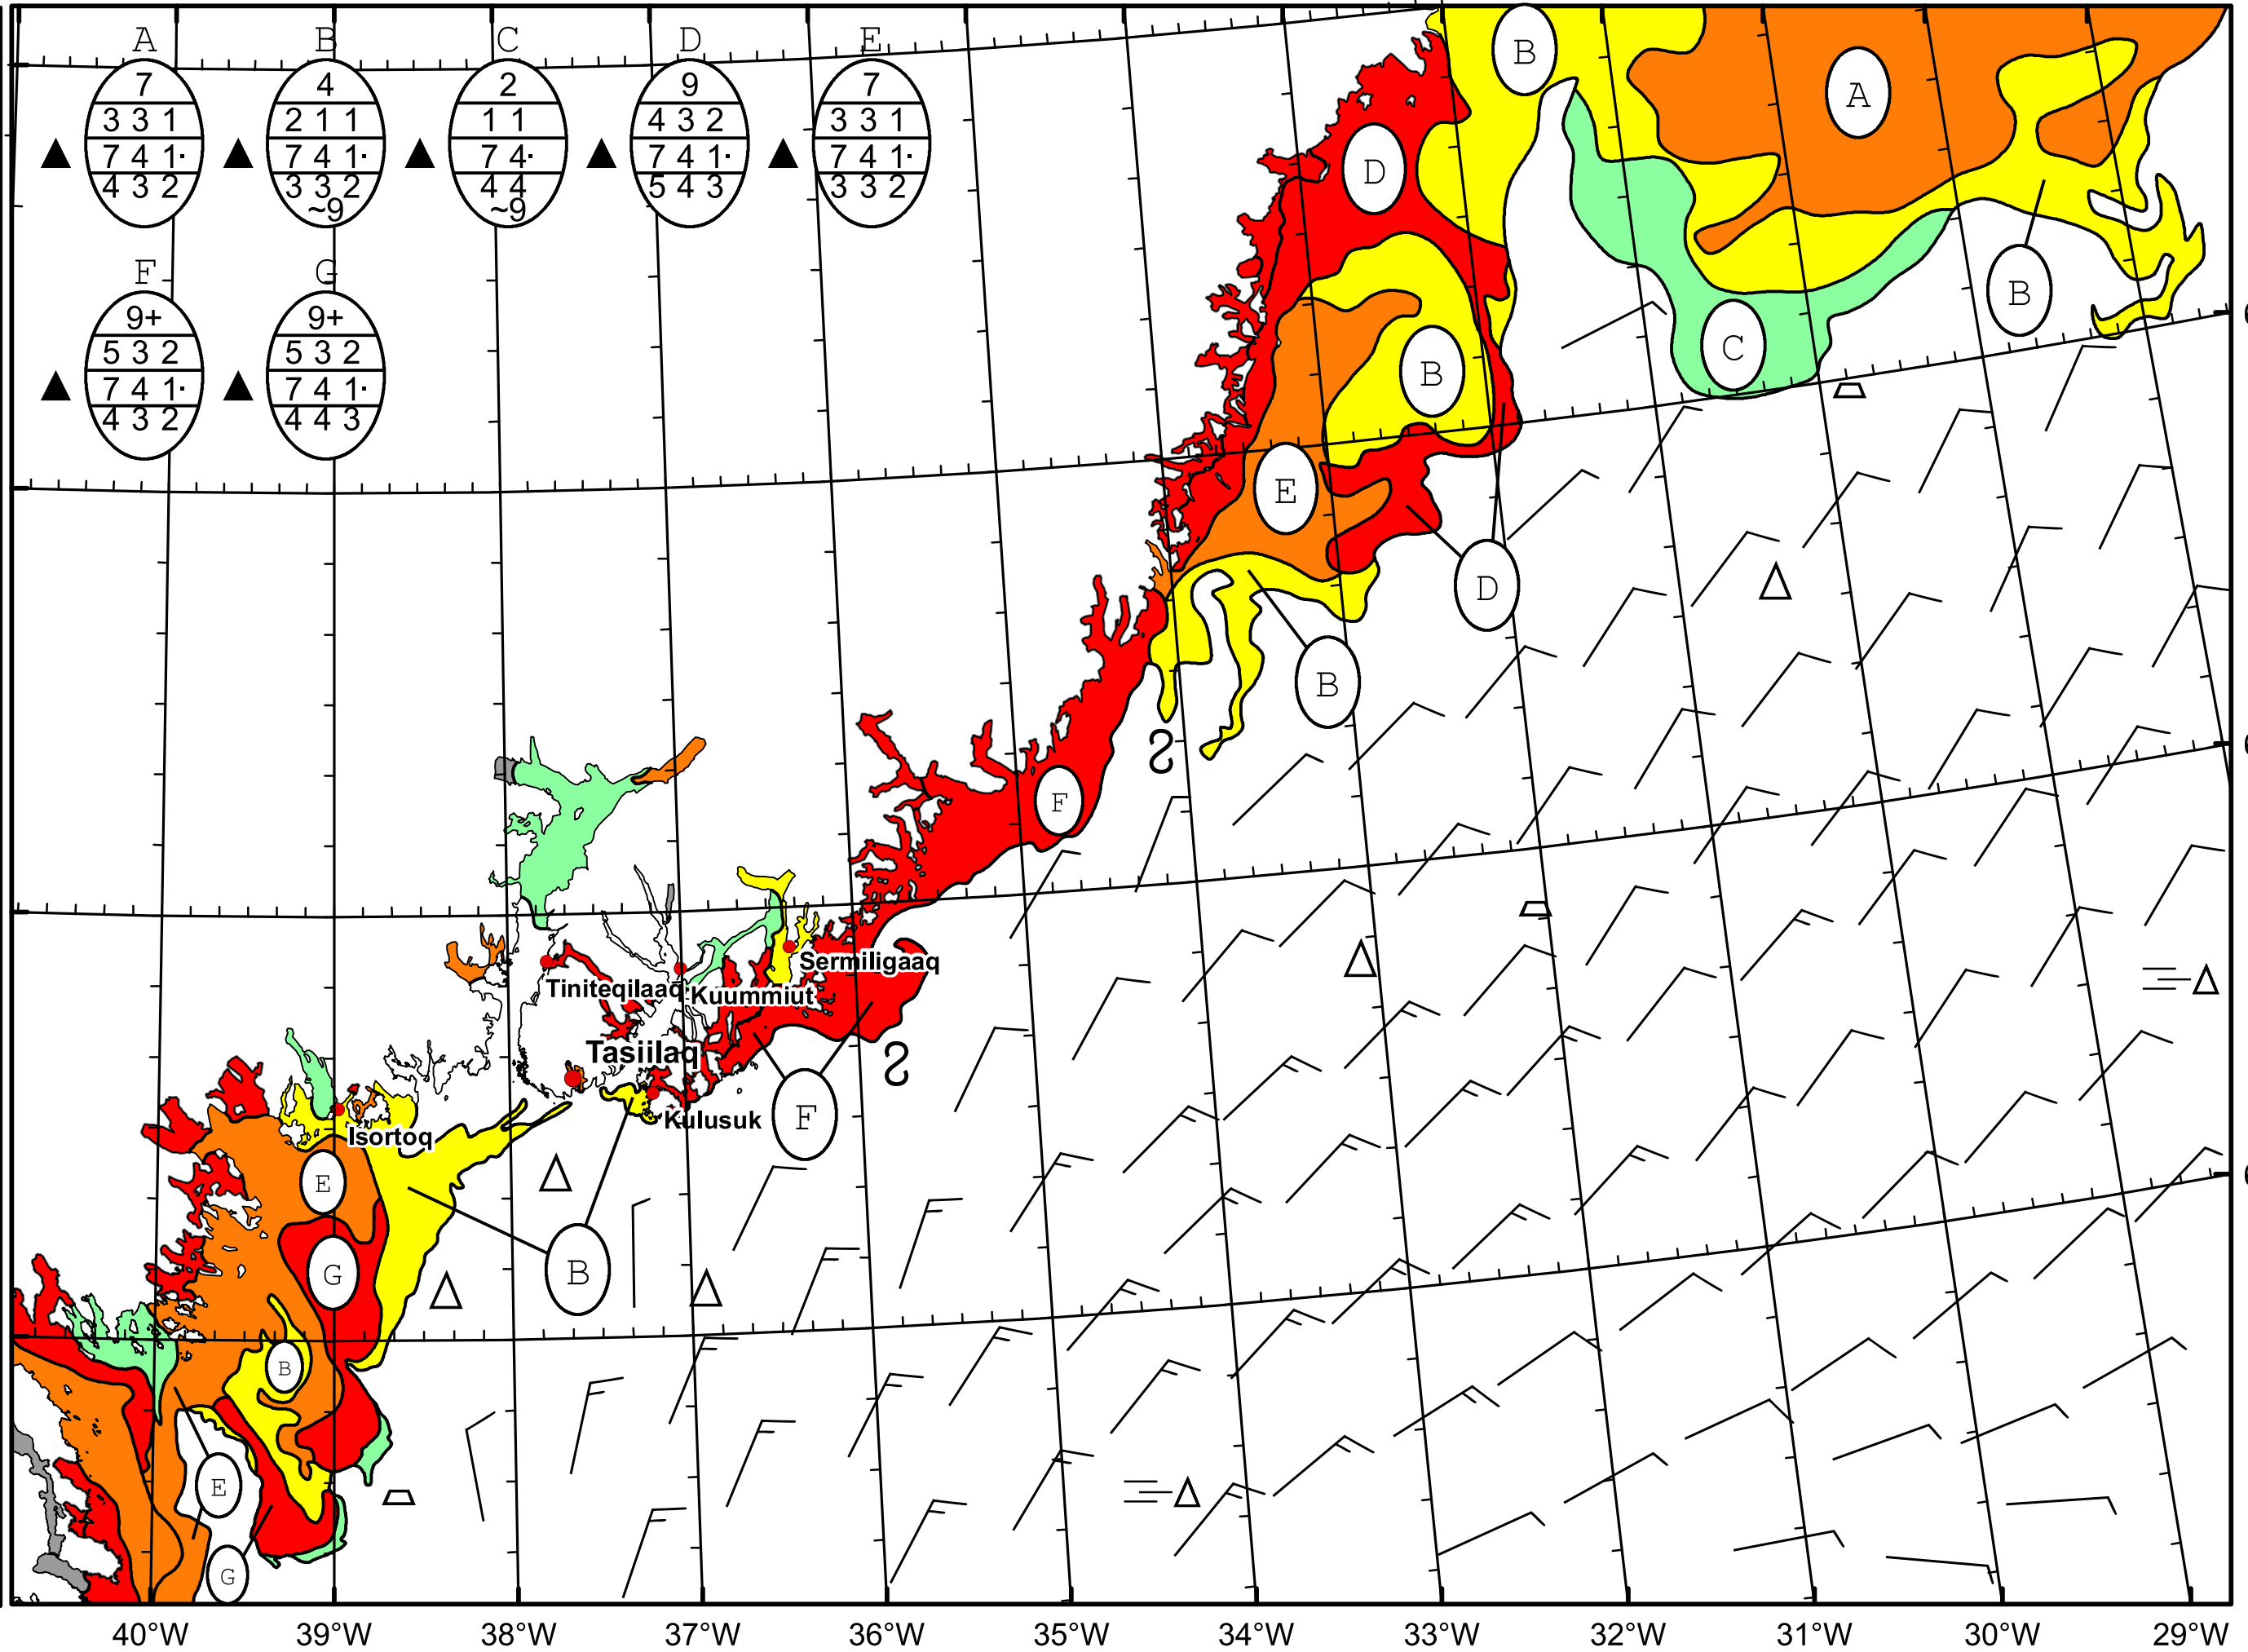 A B C D E
7 4 2 9 7
3 3 1 2 1 1 1 1 4 3 2 3 3 1
7 4 1· 7 4 1· 7 4· 7 4 1· 7 4 1·
4 3 2 3 3 2 4 4 5 4 3 3 3 2
~9 ~9
F G
9+ 9+
5 3 2 5 3 2
7 4 1· 7 4 1·
4 3 2 4 4 3
B
A
D
B
C
B
E
D
B
F
Sermiligaaq
Tiniteqilaaq Kuummiut
Tasiilaq
Kulusuk F
Isortoq
E
B
G
B
E
G
40°W 39°W 38°W 37°W 36°W 35°W 34°W 33°W 32°W 31°W 30°W 29°W